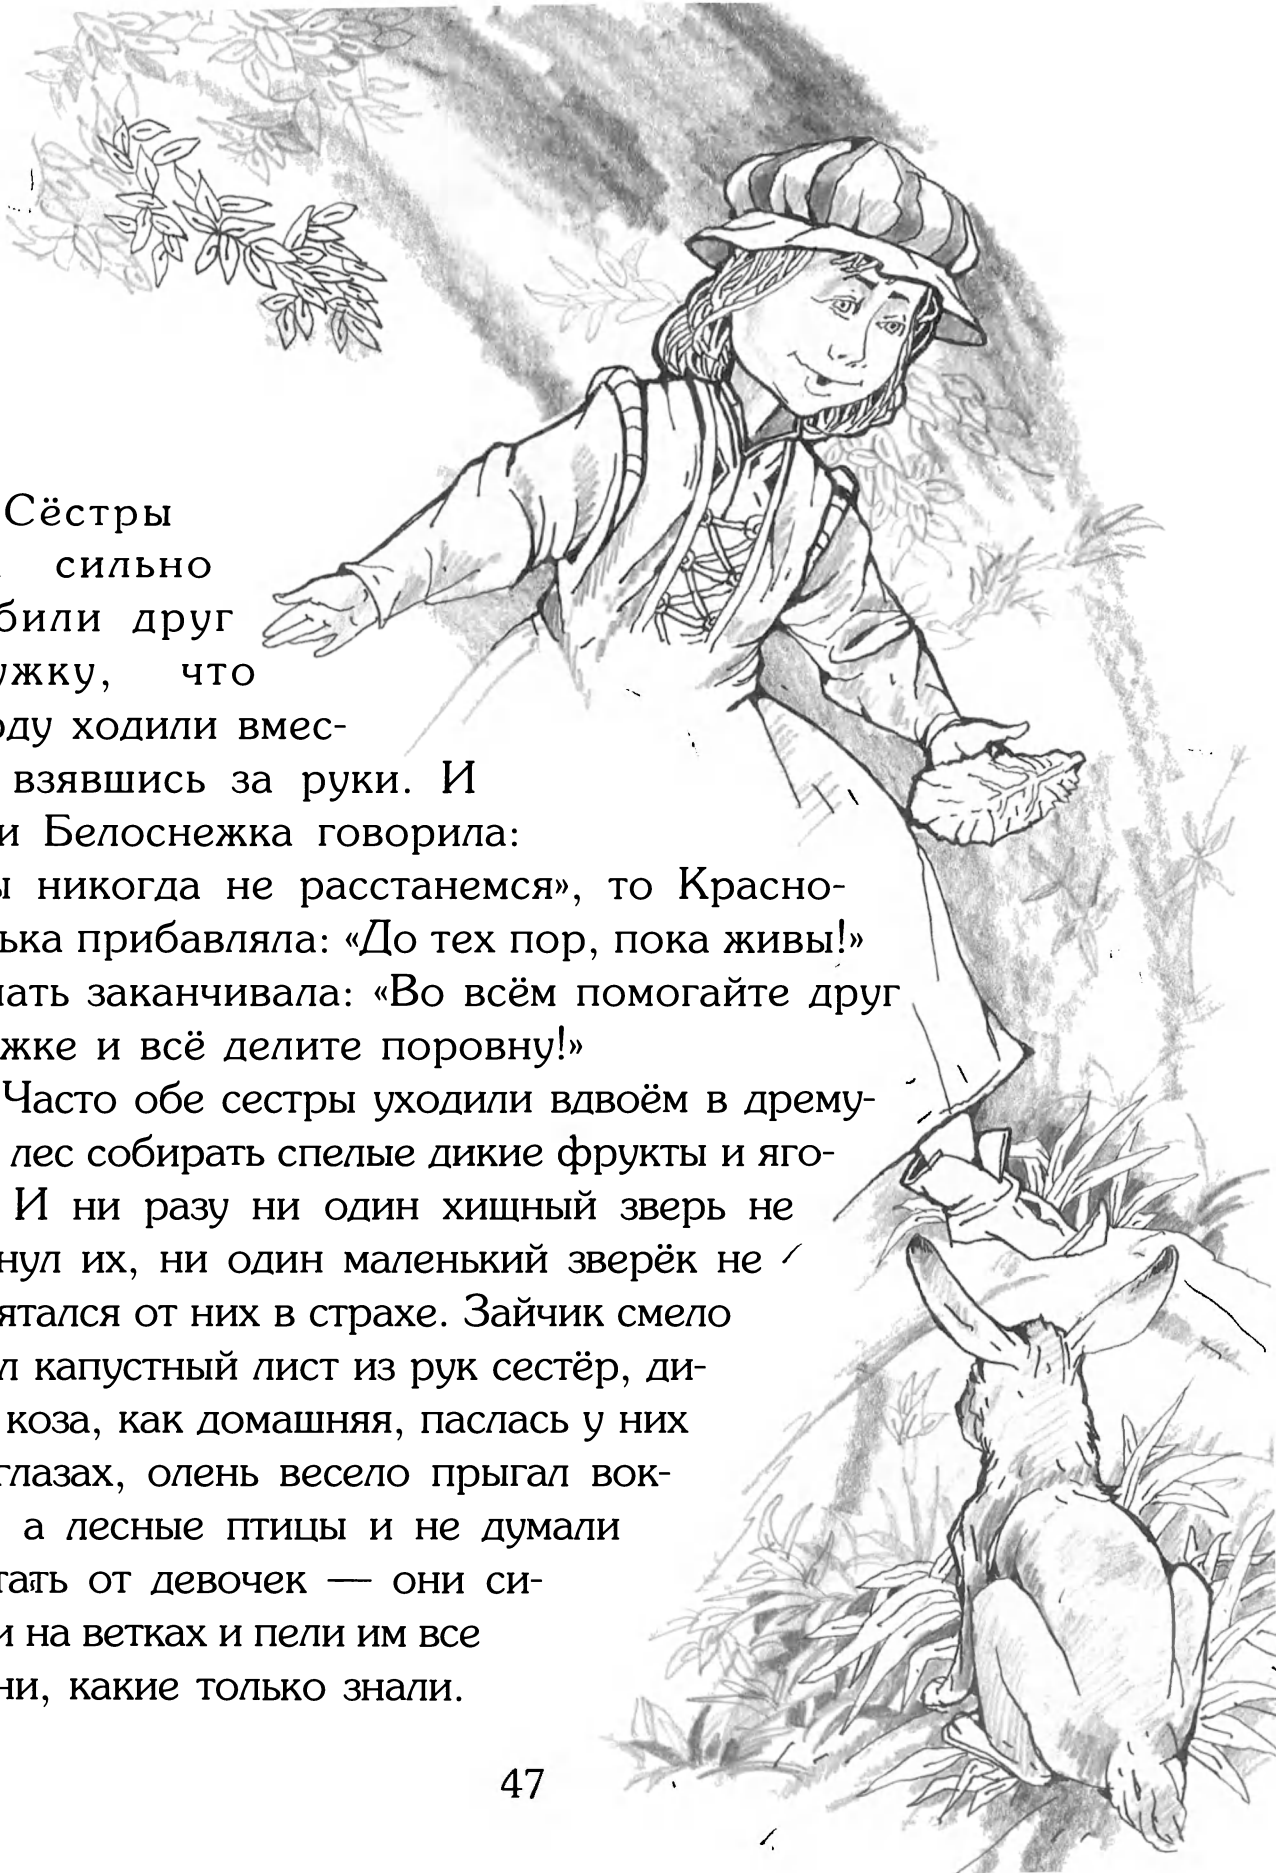 Сёстры
сильно
били друг
ужку, что
оду ходили вмес-
взявшись за руки. И
и Белоснежка говорила:
ы никогда не расстанемся», то Красно-
ька прибавляла: «До тех пор, пока живы!»
ать заканчивала: «Во всём помогайте друг
жке и всё делите поровну!»
Часто обе сестры уходили вдвоём в дрему-
лес собирать спелые дикие фрукты и яго-
И ни разу ни один хищный зверь не
нул их, ни один маленький зверёк не
ятался от них в страхе. Зайчик смело
л капустный лист из рук сестёр, ди-
коза, как домашняя, паслась у них
глазах, олень весело прыгал вок-
а лесные птицы и не думали
тать от девочек — они си-
и на ветках и пели им все
ни, какие только знали.
47